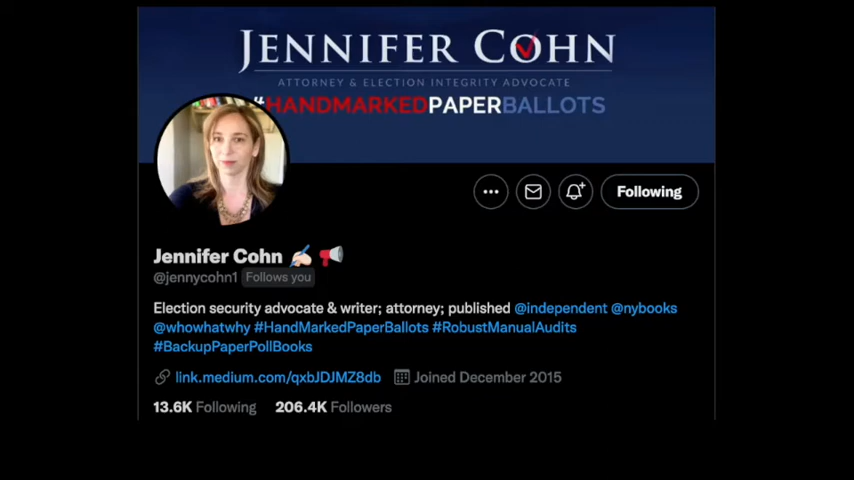 JENNIFER COHN
ATTORNEY & ELECTION INTEGRITY ADVOCATE
#HANDMARKEDPAPERBALLOTS
Following
Jennifer Cohn ✍🏻 📣
@jennycohn1 Follows you
Election security advocate & writer; attorney; published @independent @nybooks
@whowhatwhy #HandMarkedPaperBallots #RobustManualAudits
#BackupPaperPollBooks
link.medium.com/qxbJDJMZ8db Joined December 2015
13.6K Following 206.4K Followers